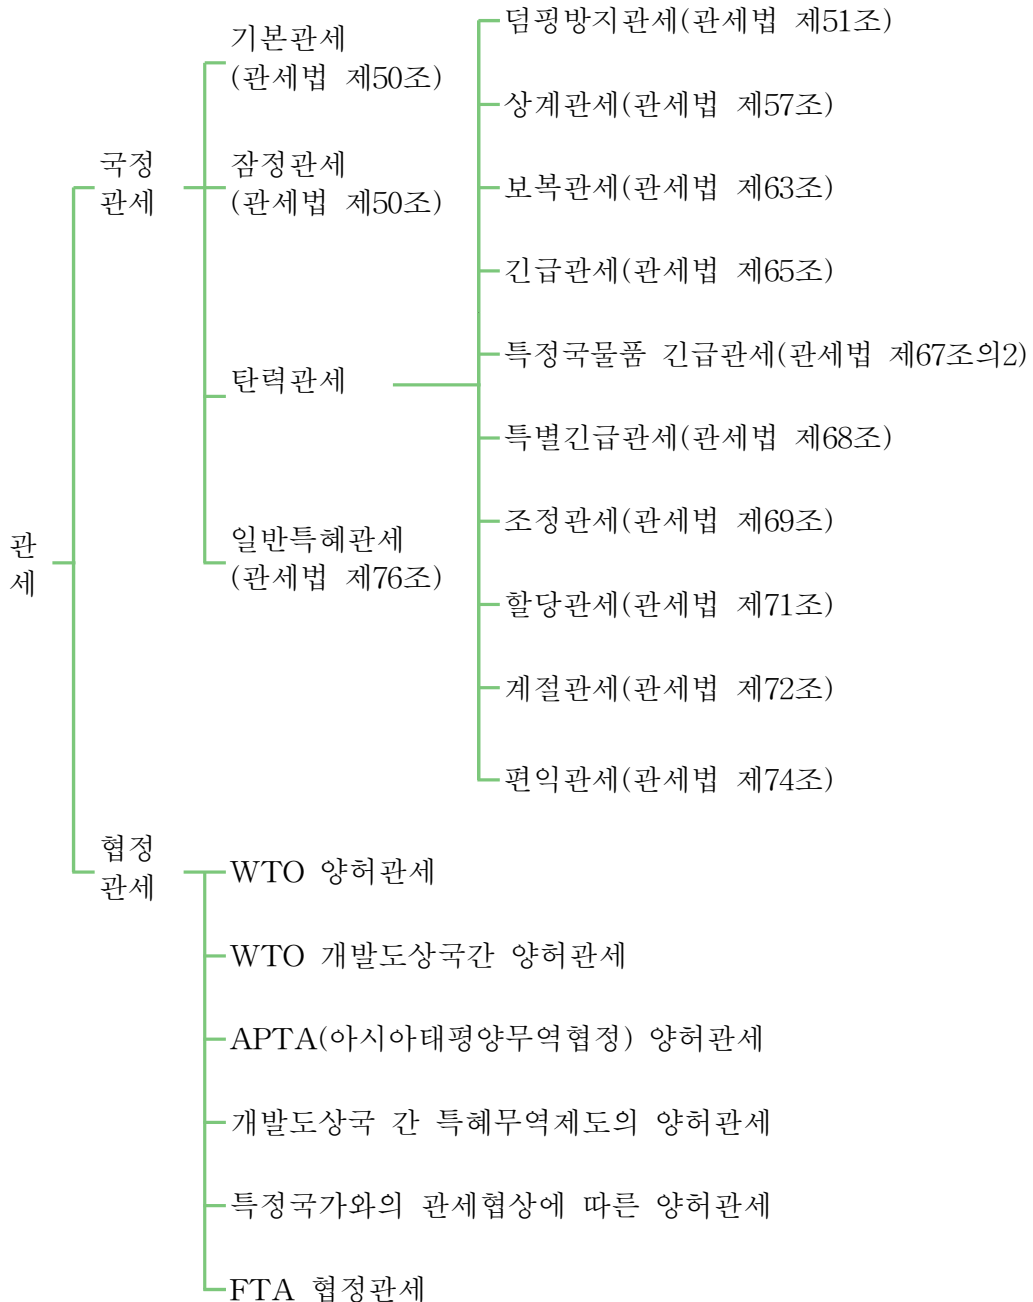 관
세
국정
관세
기본관세
(관세법 제50조)
잠정관세
(관세법 제50조)
탄력관세
덤핑방지관세(관세법 제51조)
상계관세(관세법 제57조)
보복관세(관세법 제63조)
긴급관세(관세법 제65조)
특정국물품 긴급관세(관세법 제67조의2)
특별긴급관세(관세법 제68조)
조정관세(관세법 제69조)
할당관세(관세법 제71조)
계절관세(관세법 제72조)
편익관세(관세법 제74조)
일반특혜관세
(관세법 제76조)
협정
관세
WTO 양허관세
WTO 개발도상국간 양허관세
APTA(아시아태평양무역협정) 양허관세
개발도상국 간 특혜무역제도의 양허관세
특정국가와의 관세협상에 따른 양허관세
FTA 협정관세